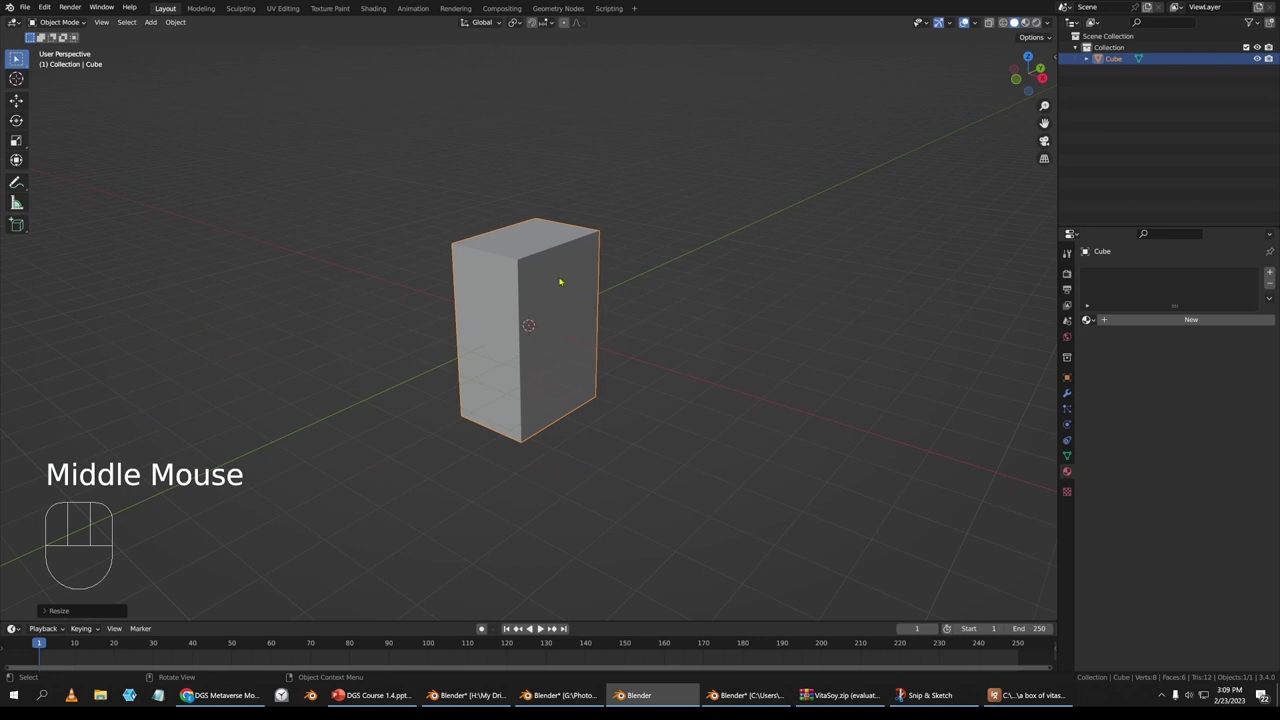 File Edit Render Window Help Layout Modeling Sculpting UV Editing Texture Paint Shading Animation Rendering Compositing Geometry Nodes Scripting + Scene ViewLayer
Object Mode View Select Add Object Global
Options
User Perspective
(1) Collection | Cube
Z
Y
X
Scene Collection
Collection
Cube
Cube
+ New
Middle Mouse
> Resize
Playback Keying View Marker 1 Start 1 End 250
1 10 20 30 40 50 60 70 80 90 100 110 120 130 140 150 160 170 180 190 200 210 220 230 240 250
Select Rotate View Object Context Menu Collection | Cube | Verts:8 | Faces:6 | Tris:12 | Objects:1/1 | 3.4.0
DGS Metaverse Mo... DGS Course 1.4.ppt... Blender* [H:\My Dri... Blender* [G:\Photo... Blender Blender* [C:\Users\... VitaSoy.zip (evaluat... Snip & Sketch C:\...\a box of vitas...
3:09 PM
2/23/2023
22